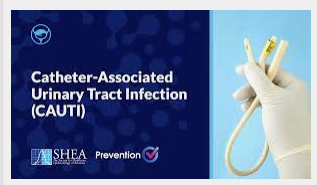 Catheter-Associated
Urinary Tract Infection
(CAUTI)
SHEA Prevention